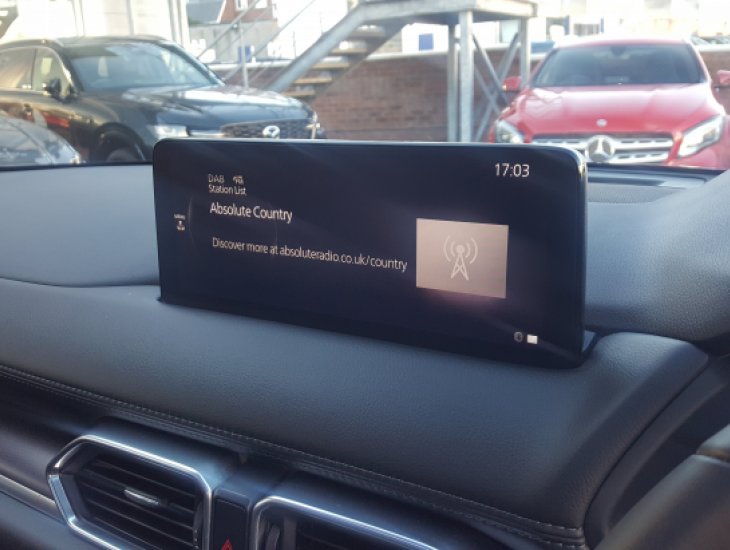 DAB
17:03
Station List
Absolute Country
Discover more at absoluteradio.co.uk/country